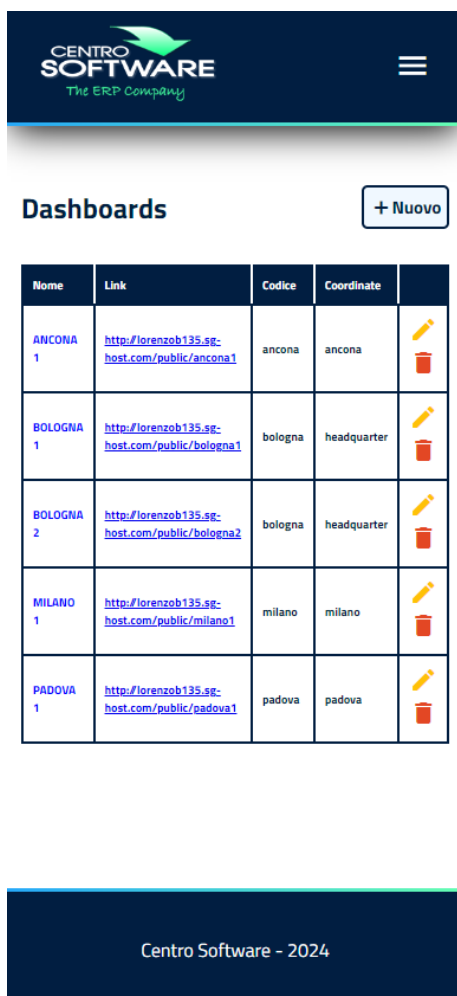 CENTRO
SOFTWARE
The ERP Company
Dashboards
+ Nuovo
Nome Link Codice Coordinate
ANCONA http://lorenzob135.sg- ancona ancona
1 host.com/public/ancona1
BOLOGNA http://lorenzob135.sg- bologna headquarter
1 host.com/public/bologna1
BOLOGNA http://lorenzob135.sg- bologna headquarter
2 host.com/public/bologna2
MILANO http://lorenzob135.sg- milano milano
1 host.com/public/milano1
PADOVA http://lorenzob135.sg- padova padova
1 host.com/public/padova1
Centro Software - 2024